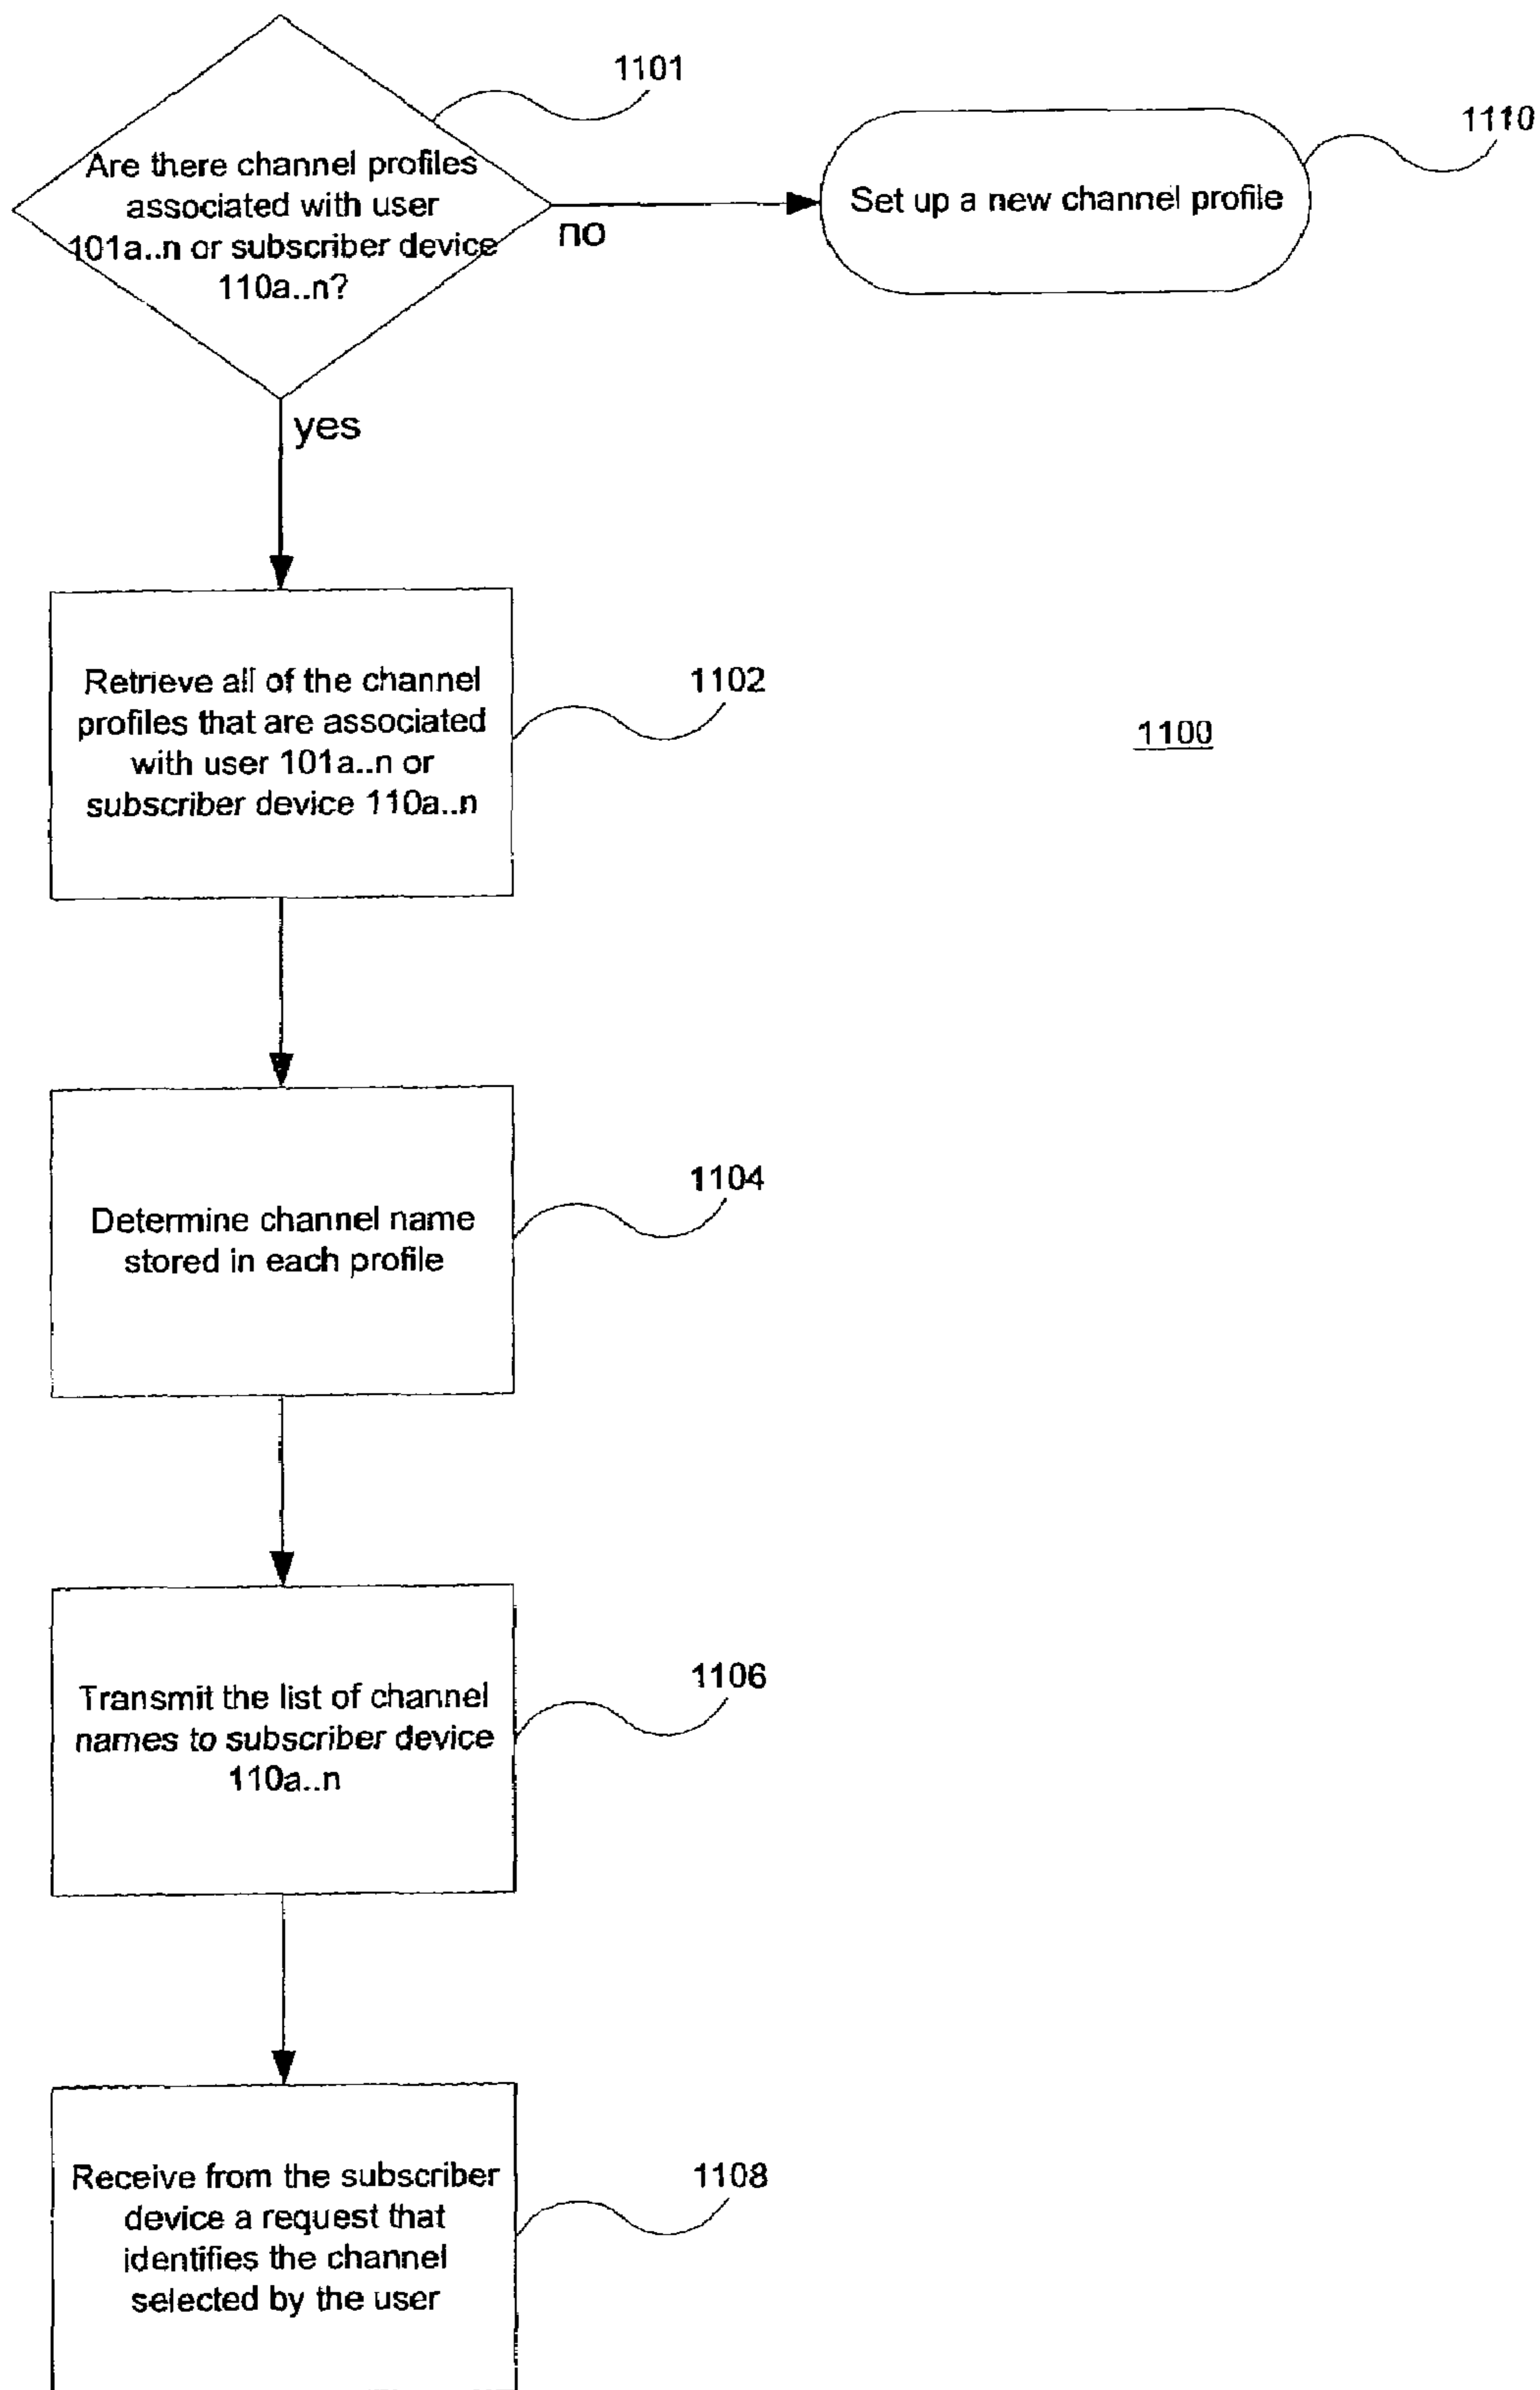 1101
Are there channel profiles
associated with user
101a..n or subscriber device
110a..n?
no
Set up a new channel profile
1110
yes
Retrieve all of the channel
profiles that are associated
with user 101a..n or
subscriber device 110a..n
1102
1100
Determine channel name
stored in each profile
1104
Transmit the list of channel
names to subscriber device
110a..n
1106
Receive from the subscriber
device a request that
identifies the channel
selected by the user
1108